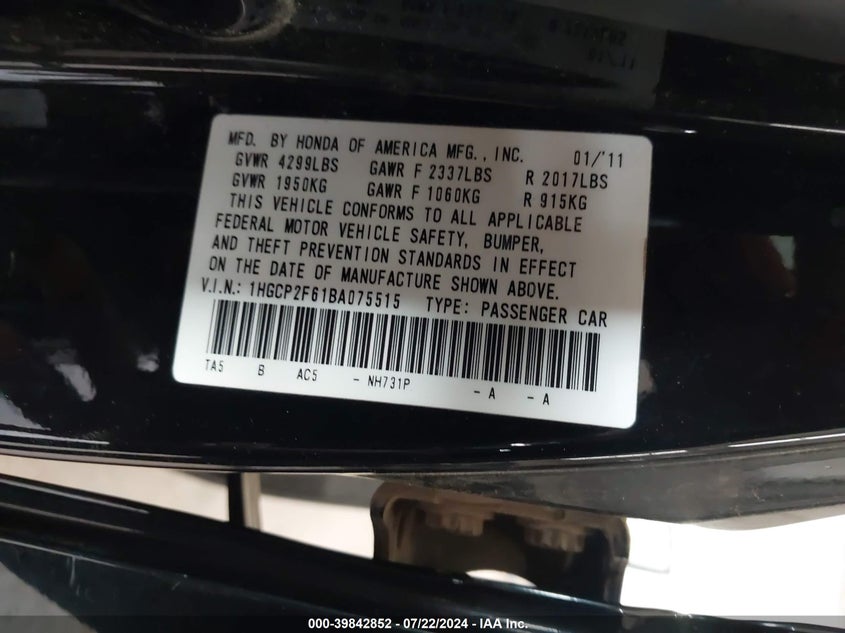 MFD. BY HONDA OF AMERICA MFG., INC. 01/'11
GVWR 4299LBS GAWR F 2337LBS R 2017LBS
GVWR 1950KG GAWR F 1060KG R 915KG
THIS VEHICLE CONFORMS TO ALL APPLICABLE
FEDERAL MOTOR VEHICLE SAFETY, BUMPER,
AND THEFT PREVENTION STANDARDS IN EFFECT
ON THE DATE OF MANUFACTURE SHOWN ABOVE.
V.I.N.: 1HGCP2F61BA075515 TYPE: PASSENGER CAR
TA5 B AC5 - NH731P - A - A
000-39842852 - 07/22/2024 - IAA Inc.